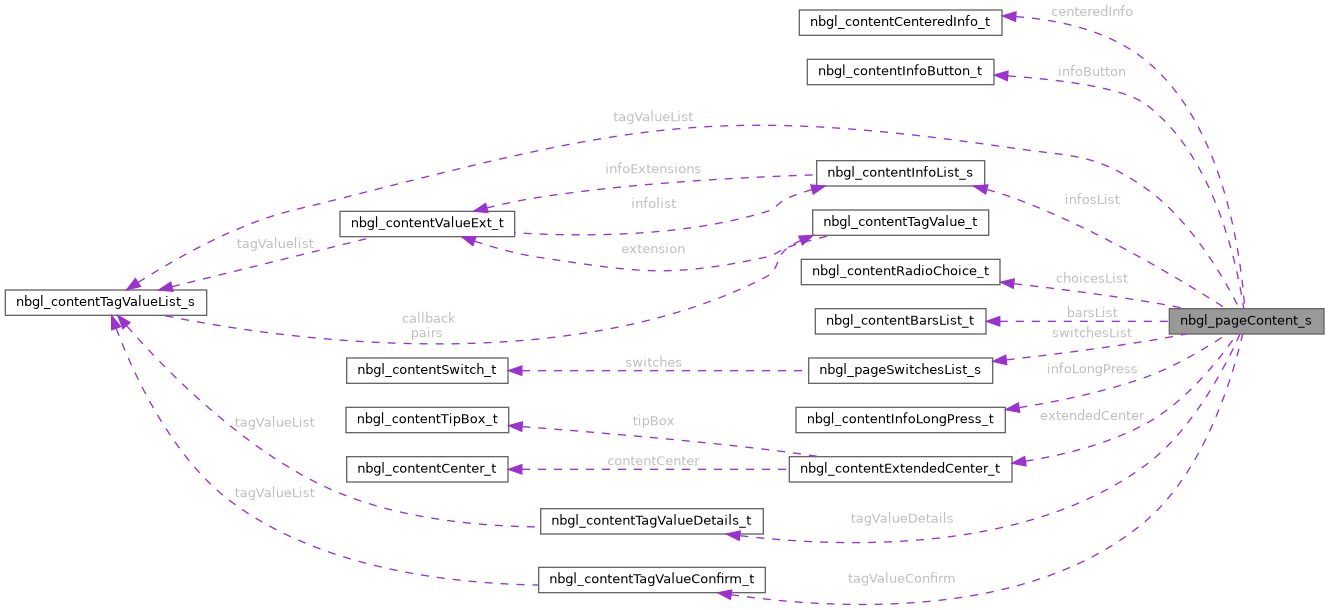 centeredInfo
nbgl_contentCenteredInfo_t
infoButton
nbgl_contentInfoButton_t
tagValueList
infoExtensions
nbgl_contentInfoList_s
infolist
infosList
nbgl_contentValueExt_t
nbgl_contentTagValue_t
tagValuelist
extension
nbgl_contentRadioChoice_t
choicesList
nbgl_contentTagValueList_s
callback
pairs
nbgl_contentBarsList_t
barsList
nbgl_pageContent_s
switchesList
nbgl_contentSwitch_t
switches
nbgl_pageSwitchesList_s
infoLongPress
nbgl_contentTipBox_t
tipBox
nbgl_contentInfoLongPress_t
extendedCenter
tagValueList
nbgl_contentCenter_t
contentCenter
nbgl_contentExtendedCenter_t
tagValueList
nbgl_contentTagValueDetails_t
tagValueDetails
nbgl_contentTagValueConfirm_t
tagValueConfirm